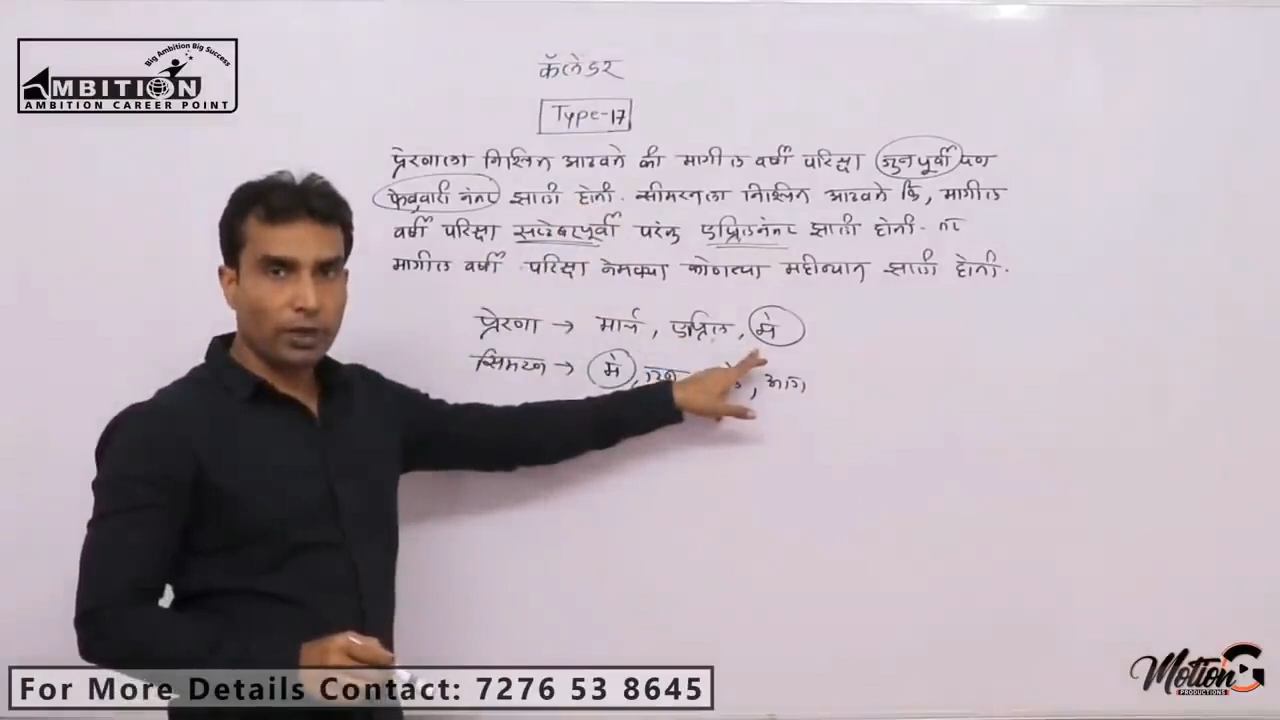 Big Ambition Big Success
AMBITION
AMBITION CAREER POINT
कॅलेंडर
Type-17
प्रेरणाला निश्चित आठवते की मागील वर्षी परिक्षा जुनपूर्वी पण
फेब्रुवारी नंतर झाली होती. सीमरनला निश्चित आठवते कि, मागील
वर्षी परिक्षा सप्टेंबरपूर्वी परंतु एप्रिलनंतर झाली होती. तर
मागील वर्षी परिक्षा नेमक्या कोणत्या महीन्यात झाली होती.
प्रेरणा → मार्च, एप्रिल, मे
सिमरन → मे, जून, ऑग
For More Details Contact: 7276 53 8645
Motion G
PRODUCTIONS